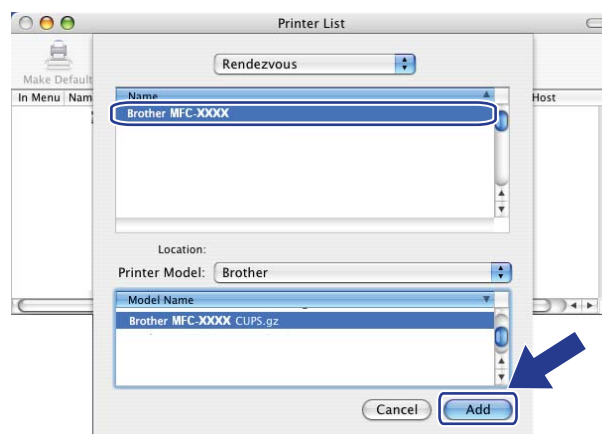 Printer List
Rendezvous
Make Default
In Menu Nam
Host
Name
Brother MFC-XXXX
Location:
Printer Model: Brother
Model Name
Brother MFC-XXXX CUPS.gz
Cancel Add